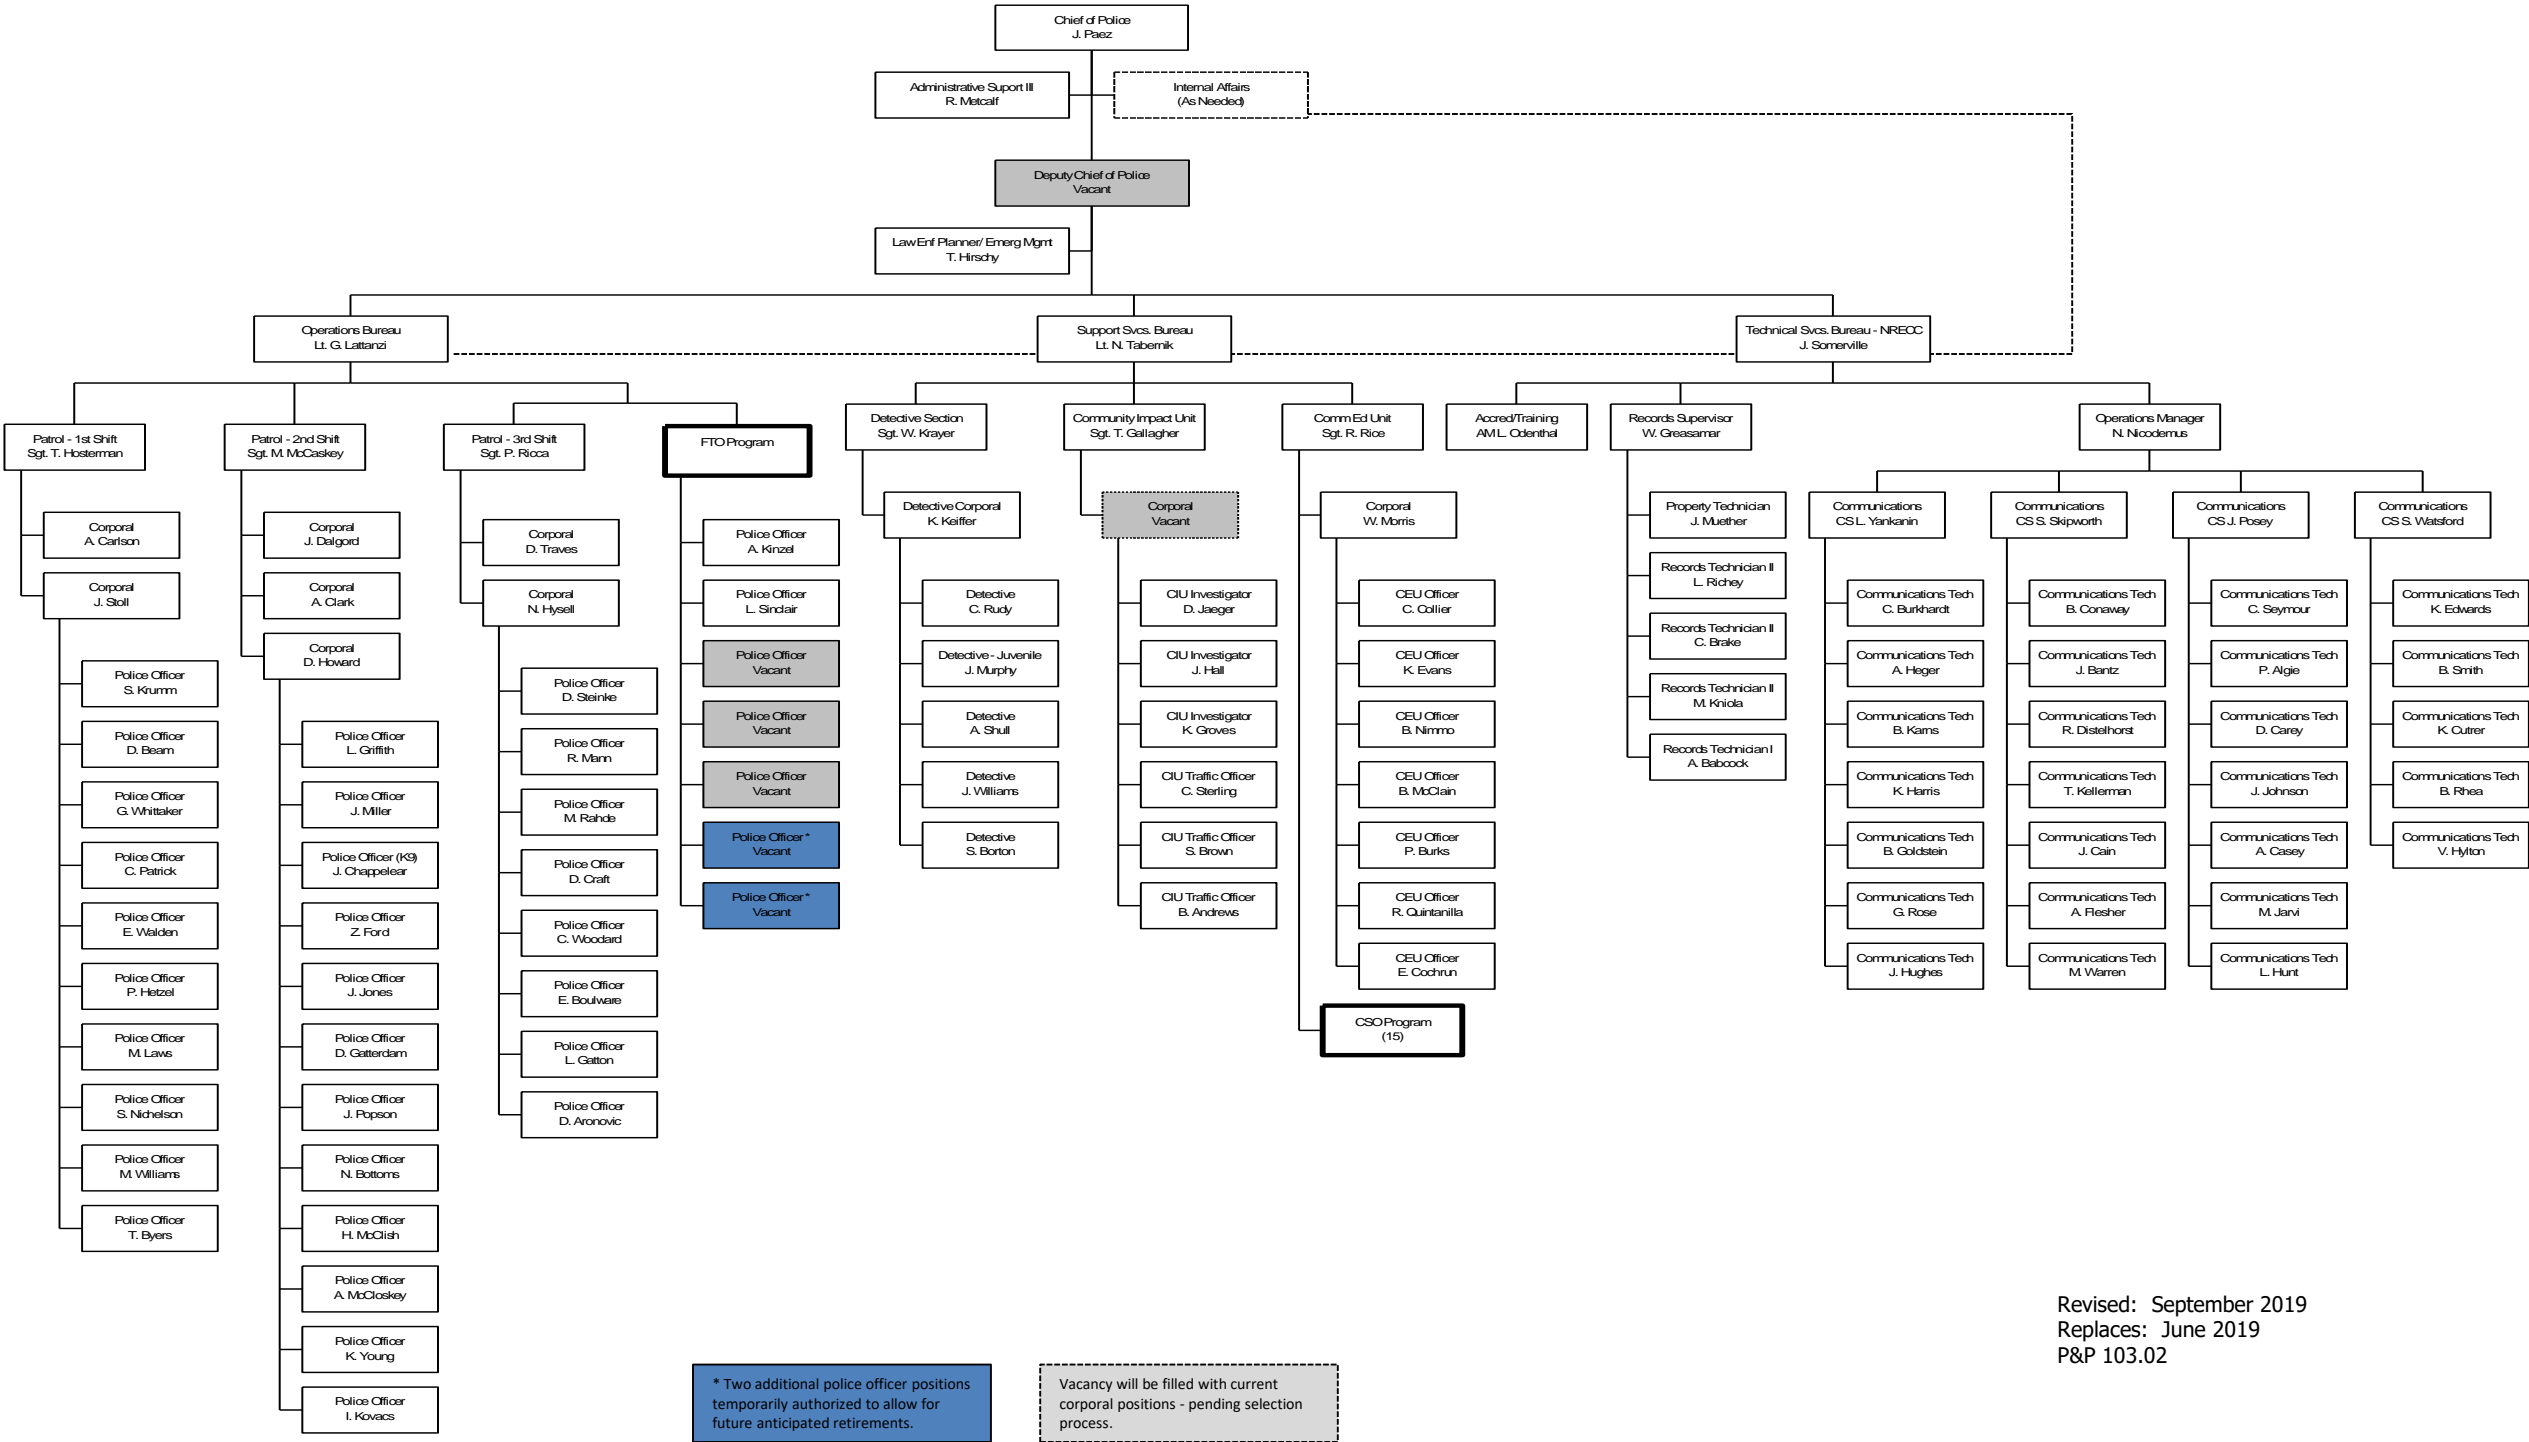 Chief of Police
J. Paez
Administrative Suport III
R. Metcalf
Internal Affairs
(As Needed)
Deputy Chief of Police
Vacant
Law Enf Planner/ Emerg Mgmt
T. Hirschy
Operations Bureau
Lt. G. Lattanzi
Support Svcs. Bureau
Lt. N. Tabernik
Technical Svcs. Bureau - NRECC
J. Somerville
Patrol - 1st Shift
Sgt. T. Hosterman
Corporal
A. Carlson
Corporal
J. Stoll
Police Officer
S. Krumm
Police Officer
D. Beam
Police Officer
G. Whittaker
Police Officer
C. Patrick
Police Officer
E. Walden
Police Officer
P. Hetzel
Police Officer
M. Laws
Police Officer
S. Nichelson
Police Officer
M. Williams
Police Officer
T. Byers
Patrol - 2nd Shift
Sgt. M. McCaskey
Corporal
J. Dalgord
Corporal
A. Clark
Corporal
D. Howard
Police Officer
L. Griffith
Police Officer
J. Miller
Police Officer (K9)
J. Chappelear
Police Officer
Z. Ford
Police Officer
J. Jones
Police Officer
D. Gatterdam
Police Officer
J. Popson
Police Officer
N. Bottoms
Police Officer
H. McClish
Police Officer
A. McCloskey
Police Officer
K. Young
Police Officer
I. Kovacs
Patrol - 3rd Shift
Sgt. P. Ricca
Corporal
D. Traves
Corporal
N. Hysell
Police Officer
D. Steinke
Police Officer
R. Mann
Police Officer
M. Rahde
Police Officer
D. Craft
Police Officer
C. Woodard
Police Officer
E. Boulware
Police Officer
L. Gatton
Police Officer
D. Aronovic
FTO Program
Police Officer
A. Kinzel
Police Officer
L. Sinclair
Police Officer
Vacant
Police Officer
Vacant
Police Officer
Vacant
Police Officer *
Vacant
Police Officer *
Vacant
Detective Section
Sgt. W. Krayer
Detective Corporal
K. Keiffer
Detective
C. Rudy
Detective - Juvenile
J. Murphy
Detective
A. Shull
Detective
J. Williams
Detective
S. Borton
Community Impact Unit
Sgt. T. Gallagher
Corporal
Vacant
CIU Investigator
D. Jaeger
CIU Investigator
J. Hall
CIU Investigator
K. Groves
CIU Traffic Officer
C. Sterling
CIU Traffic Officer
S. Brown
CIU Traffic Officer
B. Andrews
Comm Ed Unit
Sgt. R. Rice
Corporal
W. Morris
CEU Officer
C. Collier
CEU Officer
K. Evans
CEU Officer
B. Nimmo
CEU Officer
B. McClain
CEU Officer
P. Burks
CEU Officer
R. Quintanilla
CEU Officer
E. Cochrun
CSO Program
(15)
Accred/Training
AM L. Odenthal
Records Supervisor
W. Greasamar
Property Technician
J. Muether
Records Technician II
L. Richey
Records Technician II
C. Brake
Records Technician II
M. Kniola
Records Technician I
A. Babcock
Operations Manager
N. Nicodemus
Communications
CS L. Yankanin
Communications Tech
C. Burkhardt
Communications Tech
A. Heger
Communications Tech
B. Karns
Communications Tech
K. Harris
Communications Tech
B. Goldstein
Communications Tech
G. Rose
Communications Tech
J. Hughes
Communications
CS S. Skipworth
Communications Tech
B. Conaway
Communications Tech
J. Bantz
Communications Tech
R. Distelhorst
Communications Tech
T. Kellerman
Communications Tech
J. Cain
Communications Tech
A. Flesher
Communications Tech
M. Warren
Communications
CS J. Posey
Communications Tech
C. Seymour
Communications Tech
P. Algie
Communications Tech
D. Carey
Communications Tech
J. Johnson
Communications Tech
A. Casey
Communications Tech
M. Jarvi
Communications Tech
L. Hunt
Communications
CS S. Watsford
Communications Tech
K. Edwards
Communications Tech
B. Smith
Communications Tech
K. Cutrer
Communications Tech
B. Rhea
Communications Tech
V. Hylton
Revised: September 2019
Replaces: June 2019
P&P 103.02
* Two additional police officer positions
temporarily authorized to allow for
future anticipated retirements.
Vacancy will be filled with current
corporal positions - pending selection
process.